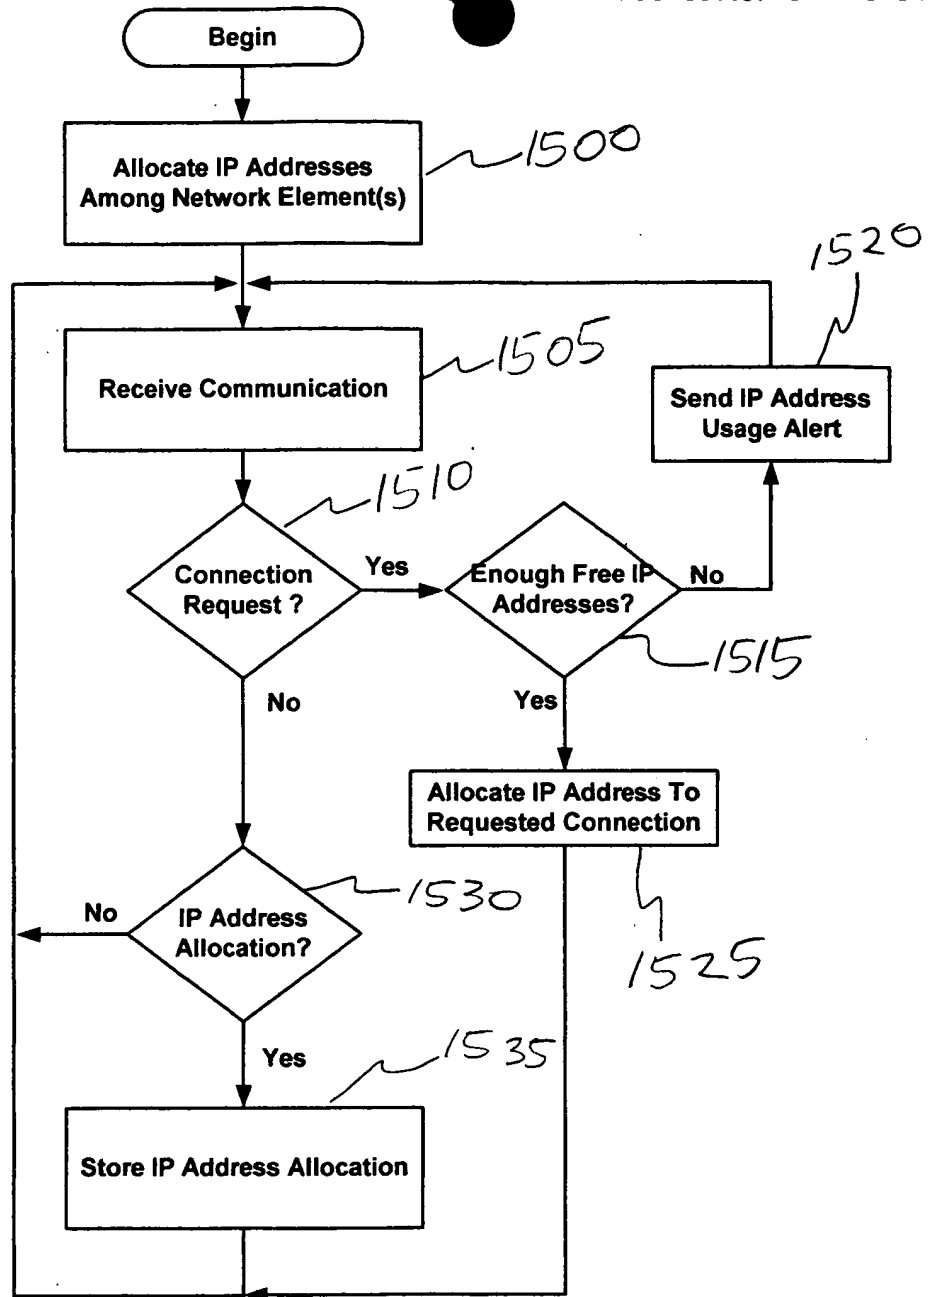 Begin
Allocate IP Addresses
Among Network Element(s)
1500
1520
Receive Communication
1505
Send IP Address
Usage Alert
1510
Connection
Request ?
Yes
Enough Free IP
Addresses?
No
1515
No
Yes
Allocate IP Address To
Requested Connection
1525
No
IP Address
Allocation?
1530
Yes
1535
Store IP Address Allocation